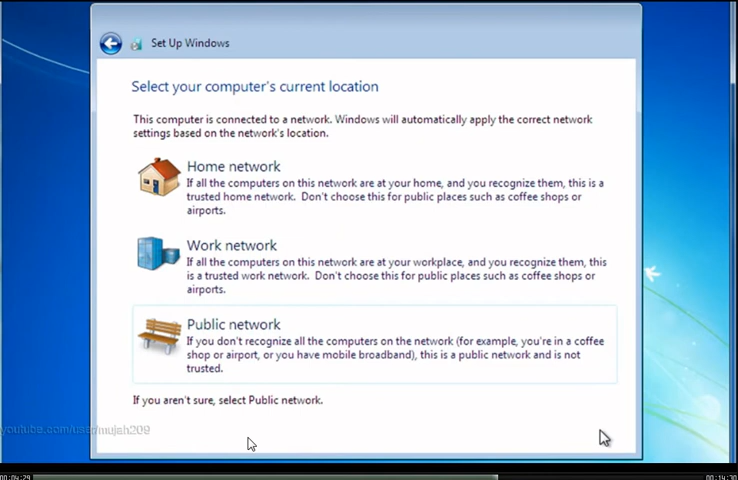 Set Up Windows
Select your computer's current location
This computer is connected to a network. Windows will automatically apply the correct network
settings based on the network's location.
Home network
If all the computers on this network are at your home, and you recognize them, this is a
trusted home network. Don't choose this for public places such as coffee shops or
airports.
Work network
If all the computers on this network are at your workplace, and you recognize them, this
is a trusted work network. Don't choose this for public places such as coffee shops or
airports.
Public network
If you don't recognize all the computers on the network (for example, you're in a coffee
shop or airport, or you have mobile broadband), this is a public network and is not
trusted.
If you aren't sure, select Public network.
youtube.com/user/mujah209
00:04:29
00:14:30